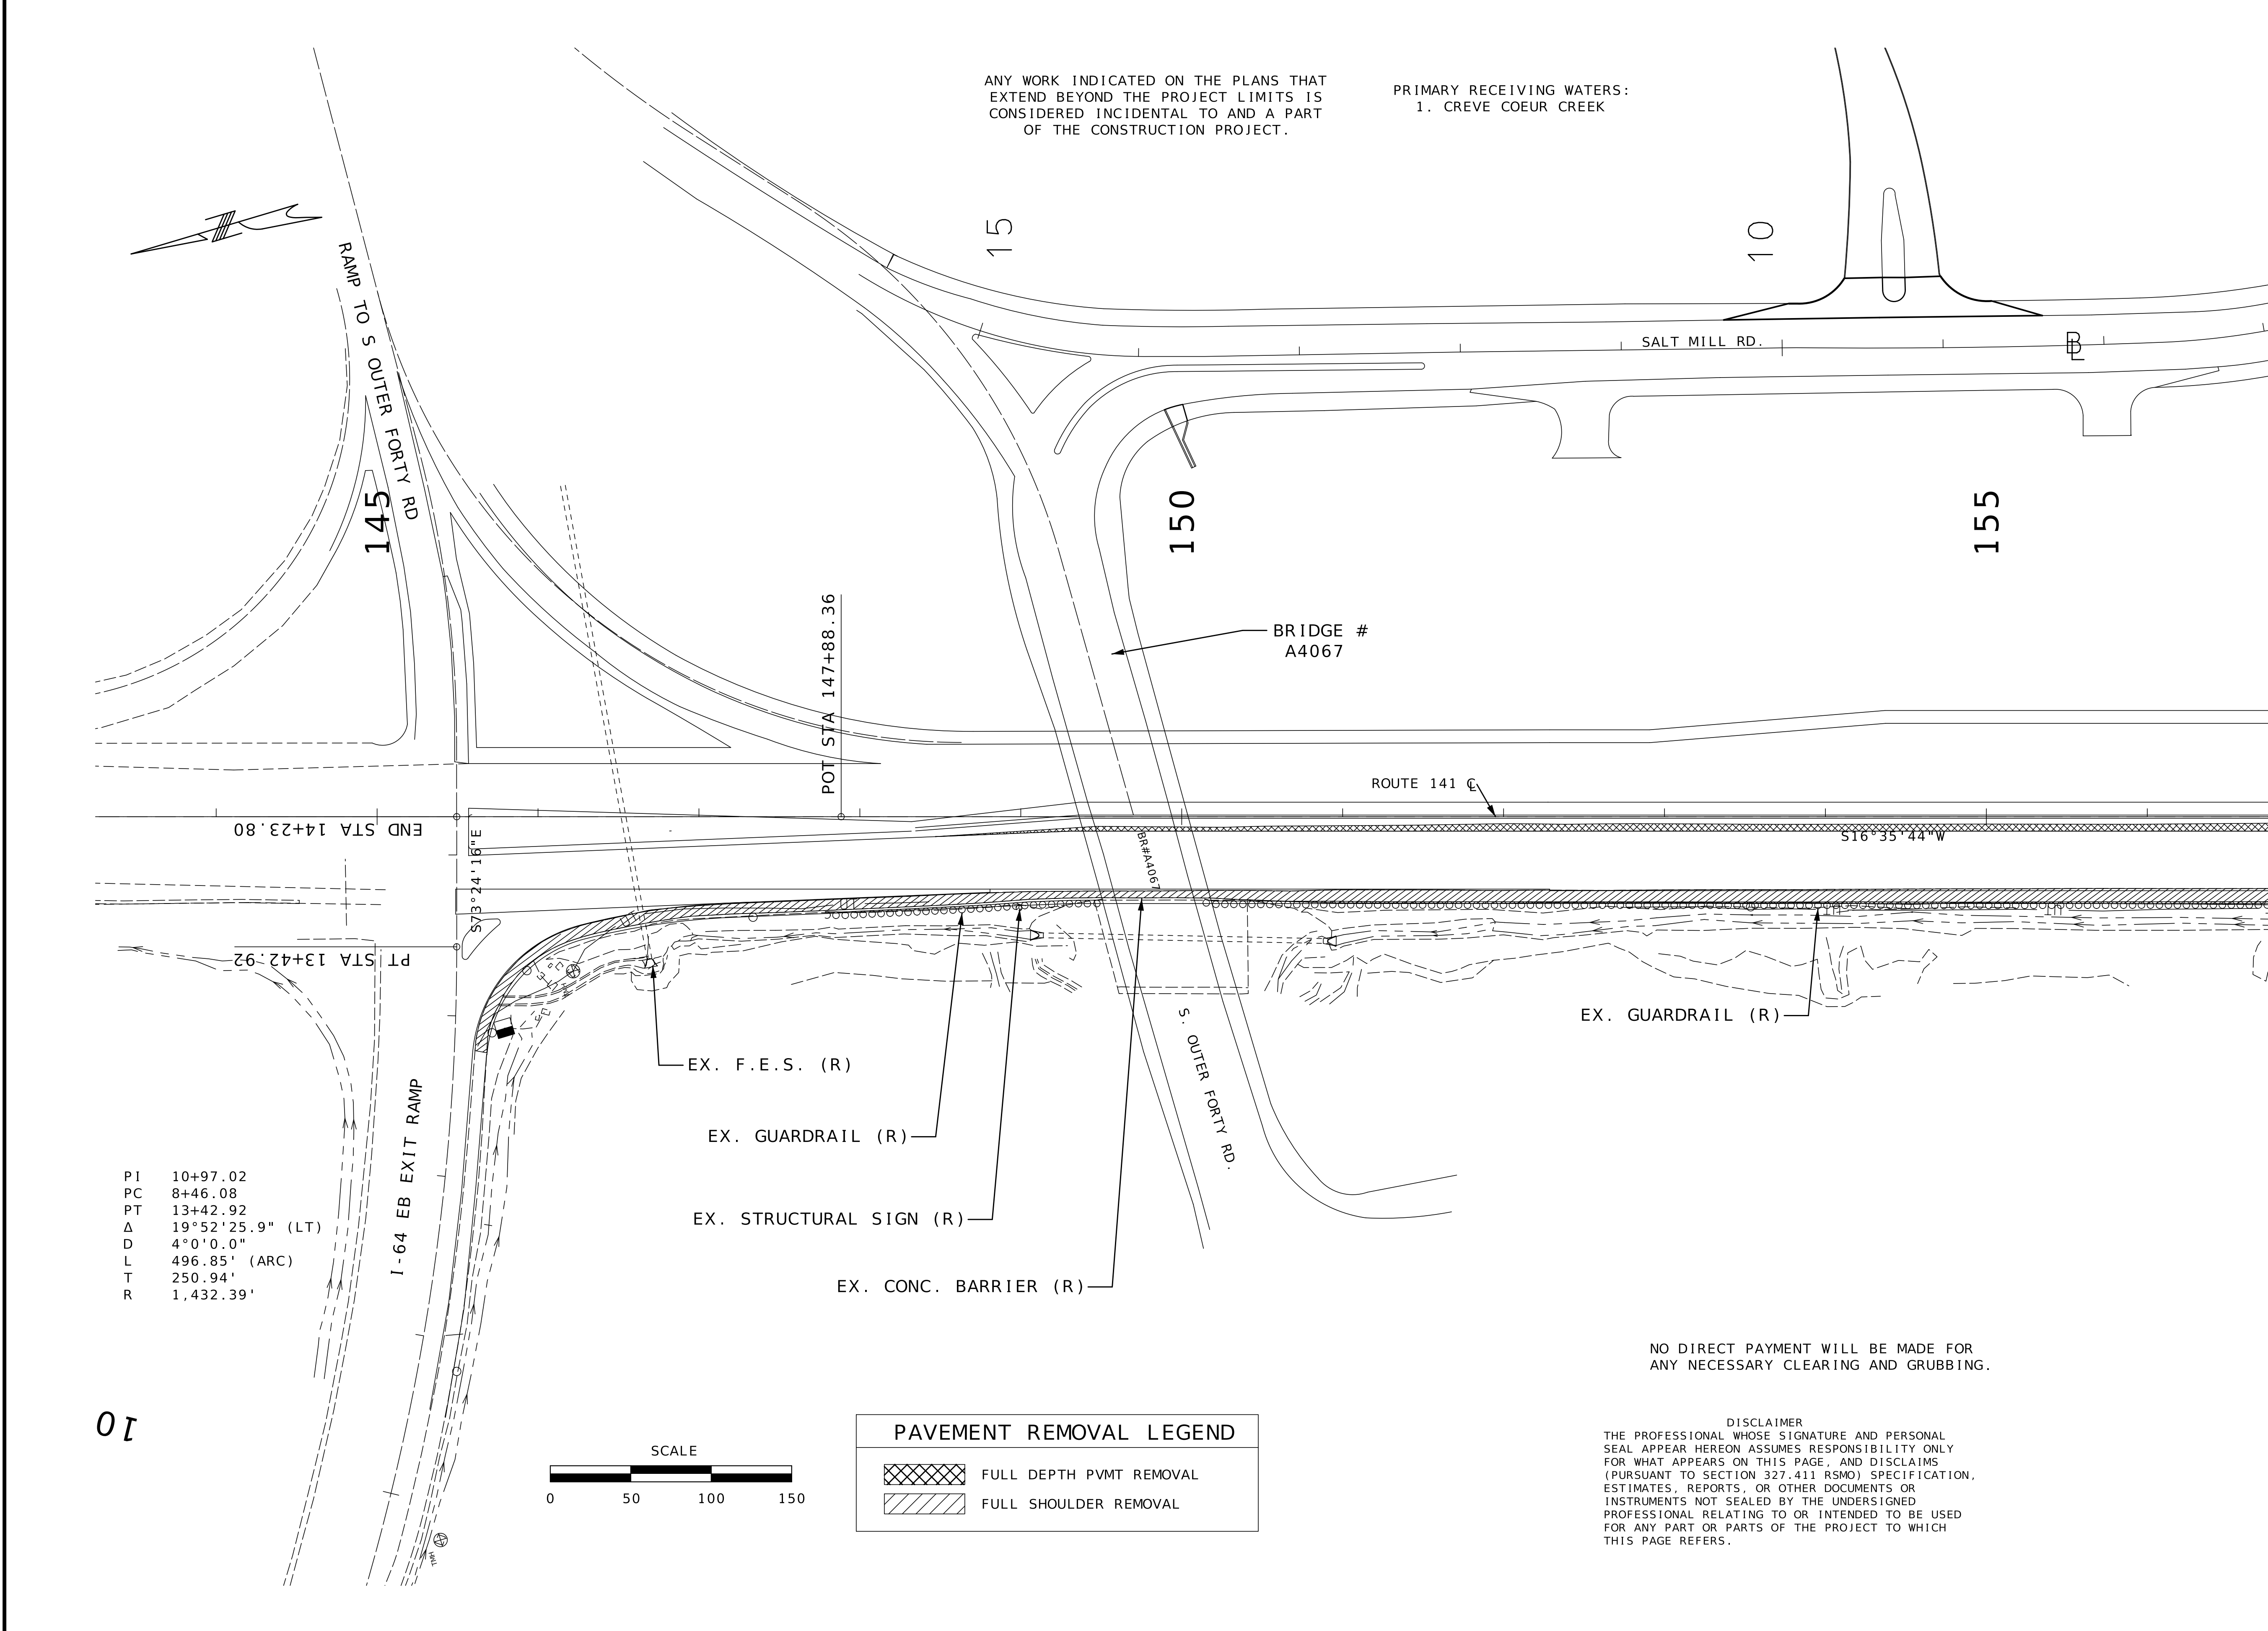 ANY WORK INDICATED ON THE PLANS THAT
EXTEND BEYOND THE PROJECT LIMITS IS
CONSIDERED INCIDENTAL TO AND A PART
OF THE CONSTRUCTION PROJECT.
PRIMARY RECEIVING WATERS:
1. CREVE COEUR CREEK
15
10
RAMP TO S OUTER FORTY RD
SALT MILL RD.
BL
145
150
155
POT STA 147+88.36
BRIDGE #
A4067
ROUTE 141 ℄
END STA 14+23.80
S73°24'16"E
BR#A4067
S16°35'44"W
PT STA 13+42.92
EX. GUARDRAIL (R)
S. OUTER FORTY RD.
EX. F.E.S. (R)
EX. GUARDRAIL (R)
I-64 EB EXIT RAMP
EX. STRUCTURAL SIGN (R)
EX. CONC. BARRIER (R)
PI 10+97.02
PC 8+46.08
PT 13+42.92
Δ 19°52'25.9" (LT)
D 4°0'0.0"
L 496.85' (ARC)
T 250.94'
R 1,432.39'
NO DIRECT PAYMENT WILL BE MADE FOR
ANY NECESSARY CLEARING AND GRUBBING.
10
SCALE
0 50 100 150
PAVEMENT REMOVAL LEGEND
FULL DEPTH PVMT REMOVAL
FULL SHOULDER REMOVAL
DISCLAIMER
THE PROFESSIONAL WHOSE SIGNATURE AND PERSONAL
SEAL APPEAR HEREON ASSUMES RESPONSIBILITY ONLY
FOR WHAT APPEARS ON THIS PAGE, AND DISCLAIMS
(PURSUANT TO SECTION 327.411 RSMO) SPECIFICATION,
ESTIMATES, REPORTS, OR OTHER DOCUMENTS OR
INSTRUMENTS NOT SEALED BY THE UNDERSIGNED
PROFESSIONAL RELATING TO OR INTENDED TO BE USED
FOR ANY PART OR PARTS OF THE PROJECT TO WHICH
THIS PAGE REFERS.